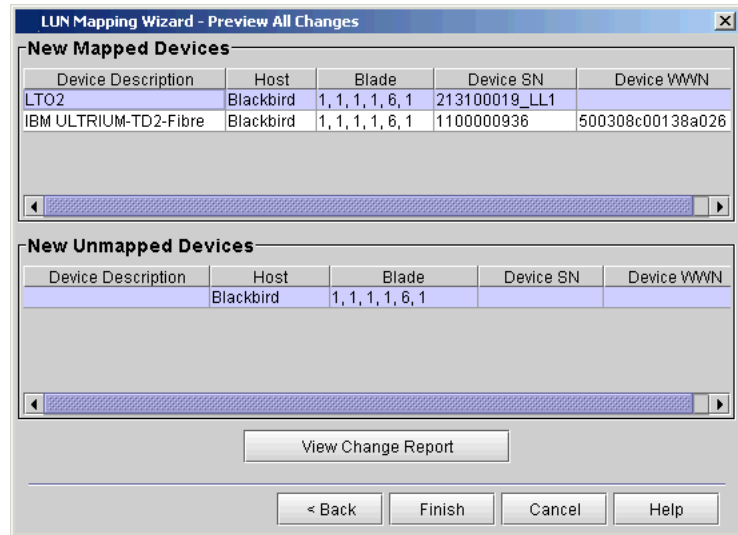 LUN Mapping Wizard - Preview All Changes
New Mapped Devices
Device Description Host Blade Device SN Device WWN
LTO2 Blackbird 1, 1, 1, 1, 6, 1 213100019_LL1
IBM ULTRIUM-TD2-Fibre Blackbird 1, 1, 1, 1, 6, 1 1100000936 500308c00138a026
New Unmapped Devices
Device Description Host Blade Device SN Device WWN
Blackbird 1, 1, 1, 1, 6, 1
View Change Report
< Back Finish Cancel Help